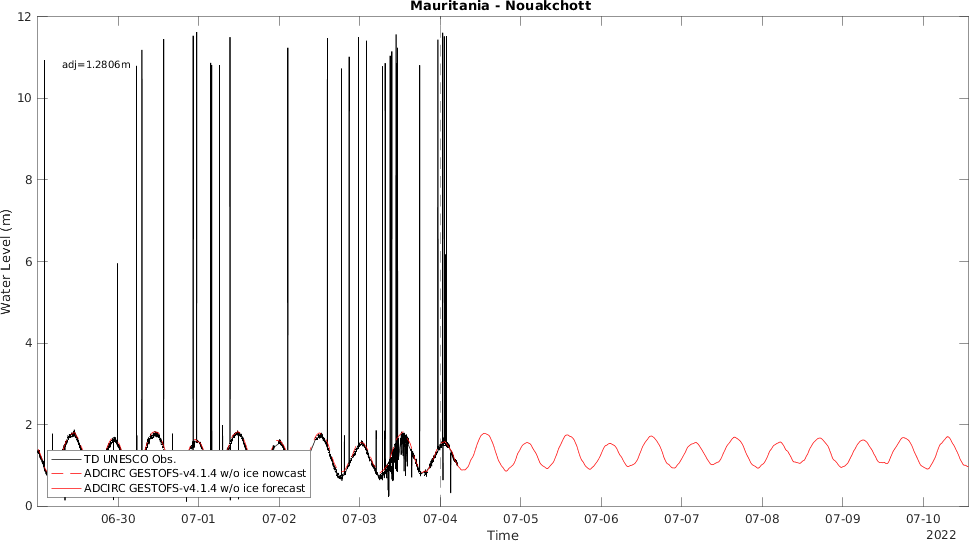 Mauritania - Nouakchott
12
10
8
6
4
2
0
Water Level (m)
adj=1.2806m
TD UNESCO Obs.
ADCIRC GESTOFS-v4.1.4 w/o ice nowcast
ADCIRC GESTOFS-v4.1.4 w/o ice forecast
06-30 07-01 07-02 07-03 07-04 07-05 07-06 07-07 07-08 07-09 07-10
Time
2022